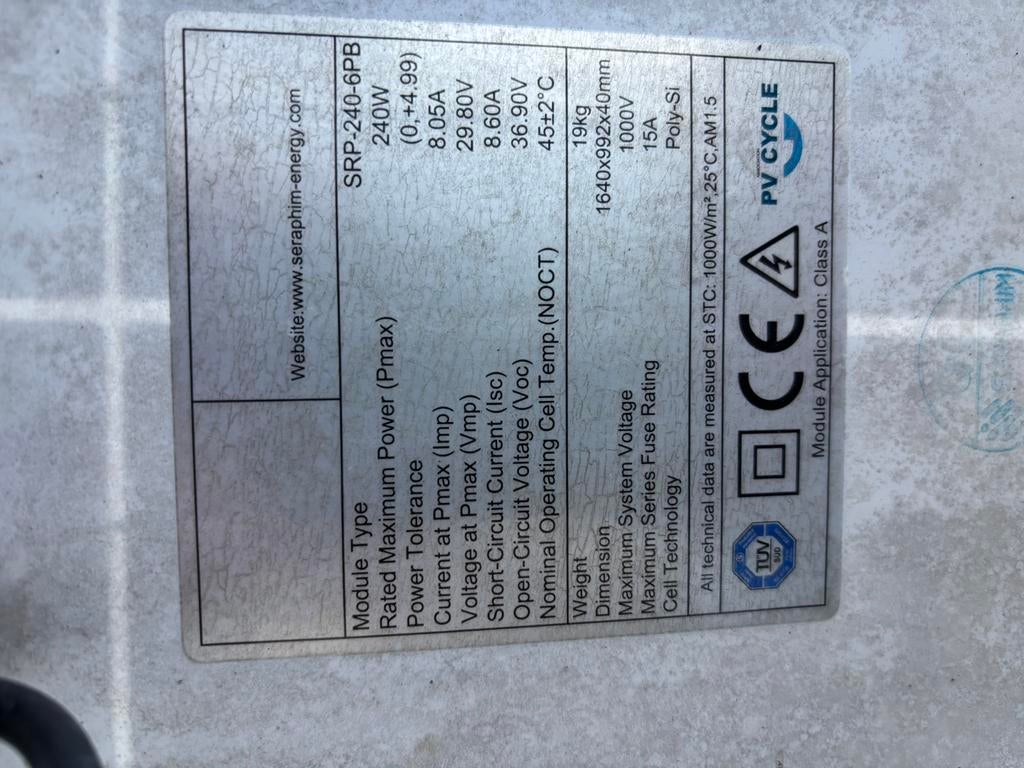 Website:www.seraphim-energy.com
Module Type SRP-240-6PB
Rated Maximum Power (Pmax) 240W
Power Tolerance (0,+4.99)
Current at Pmax (Imp) 8.05A
Voltage at Pmax (Vmp) 29.80V
Short-Circuit Current (Isc) 8.60A
Open-Circuit Voltage (Voc) 36.90V
Nominal Operating Cell Temp.(NOCT) 45±2°C
Weight 19kg
Dimension 1640x992x40mm
Maximum System Voltage 1000V
Maximum Series Fuse Rating 15A
Cell Technology Poly-Si
All technical data are measured at STC: 1000W/m²,25°C,AM1.5
TÜV
SÜD
CE
PV CYCLE
Module Application: Class A